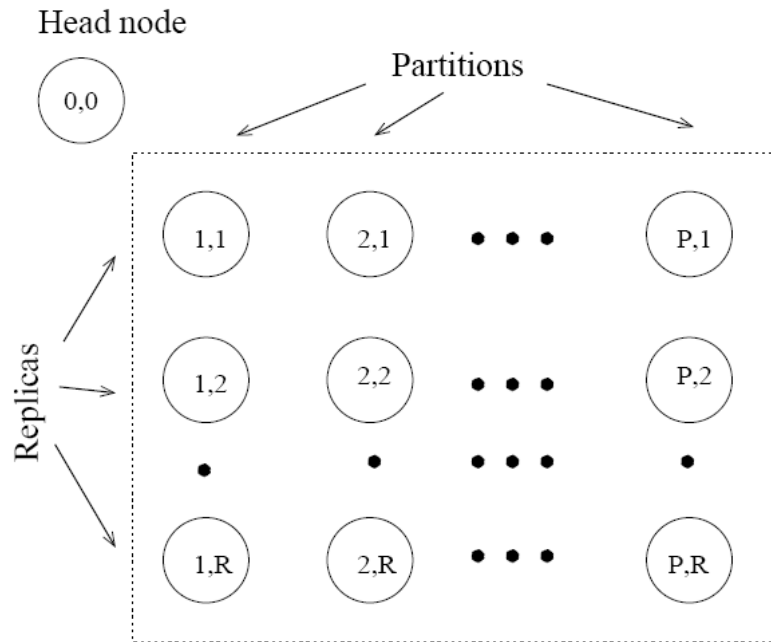 Head node
0,0
Partitions
1,1
2,1
P,1
Replicas
1,2
2,2
P,2
1,R
2,R
P,R